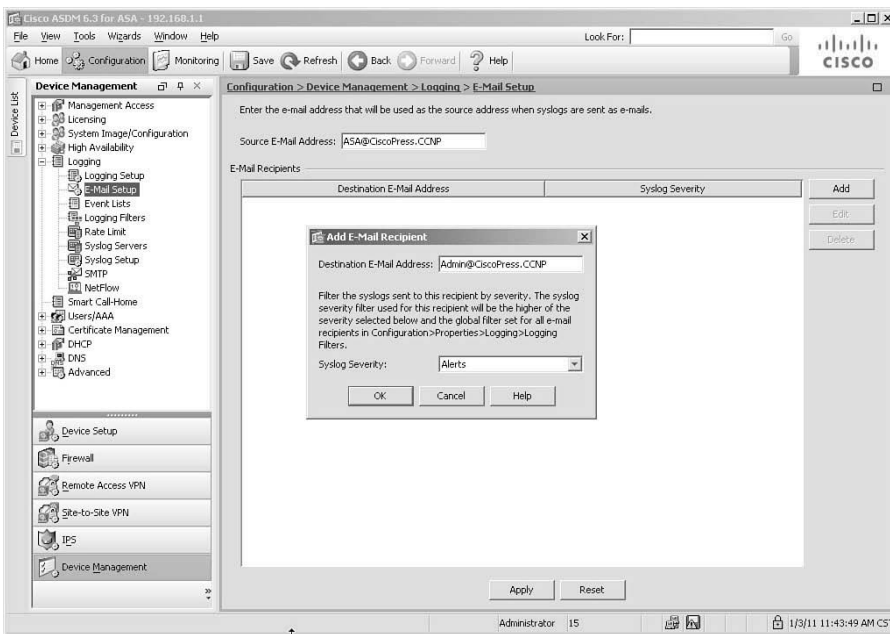 Cisco ASDM 6.3 for ASA - 192.168.1.1
File View Tools Wizards Window Help
Look For:
Go
Home Configuration Monitoring Save Refresh Back Forward Help
CISCO
Device List
Device Management
Management Access
Licensing
System Image/Configuration
High Availability
Logging
Logging Setup
E-Mail Setup
Event Lists
Logging Filters
Rate Limit
Syslog Servers
Syslog Setup
SMTP
NetFlow
Smart Call-Home
Users/AAA
Certificate Management
DHCP
DNS
Advanced
Device Setup
Firewall
Remote Access VPN
Site-to-Site VPN
IPS
Device Management
Configuration > Device Management > Logging > E-Mail Setup
Enter the e-mail address that will be used as the source address when syslogs are sent as e-mails.
Source E-Mail Address: ASA@CiscoPress.CCNP
E-Mail Recipients
Destination E-Mail Address Syslog Severity
Add
Edit
Delete
Add E-Mail Recipient
Destination E-Mail Address: Admin@CiscoPress.CCNP
Filter the syslogs sent to this recipient by severity. The syslog
severity filter used for this recipient will be the higher of the
severity selected below and the global filter set for all e-mail
recipients in Configuration>Properties>Logging>Logging
Filters.
Syslog Severity: Alerts
OK Cancel Help
Apply Reset
Administrator 15 1/3/11 11:43:49 AM CS